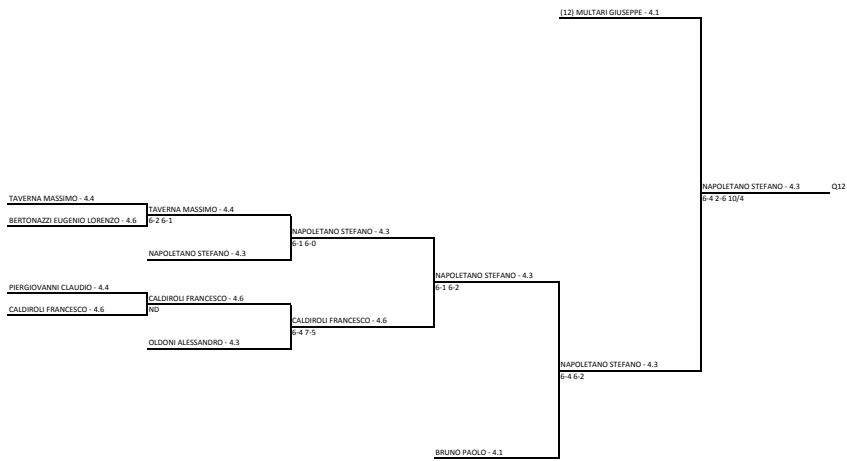 (12) MULTARI GIUSEPPE - 4.1
NAPOLETANO STEFANO - 4.3 Q12
6-4 2-6 10/4
TAVERNA MASSIMO - 4.4
TAVERNA MASSIMO - 4.4
BERTONAZZI EUGENIO LORENZO - 4.6
6-2 6-1
NAPOLETANO STEFANO - 4.3
6-1 6-0
NAPOLETANO STEFANO - 4.3
NAPOLETANO STEFANO - 4.3
6-1 6-2
PIERGIOVANNI CLAUDIO - 4.4
CALDIROLI FRANCESCO - 4.6
CALDIROLI FRANCESCO - 4.6
ND
CALDIROLI FRANCESCO - 4.6
6-4 7-5
OLDONI ALESSANDRO - 4.3
NAPOLETANO STEFANO - 4.3
6-4 6-2
BRUNO PAOLO - 4.1